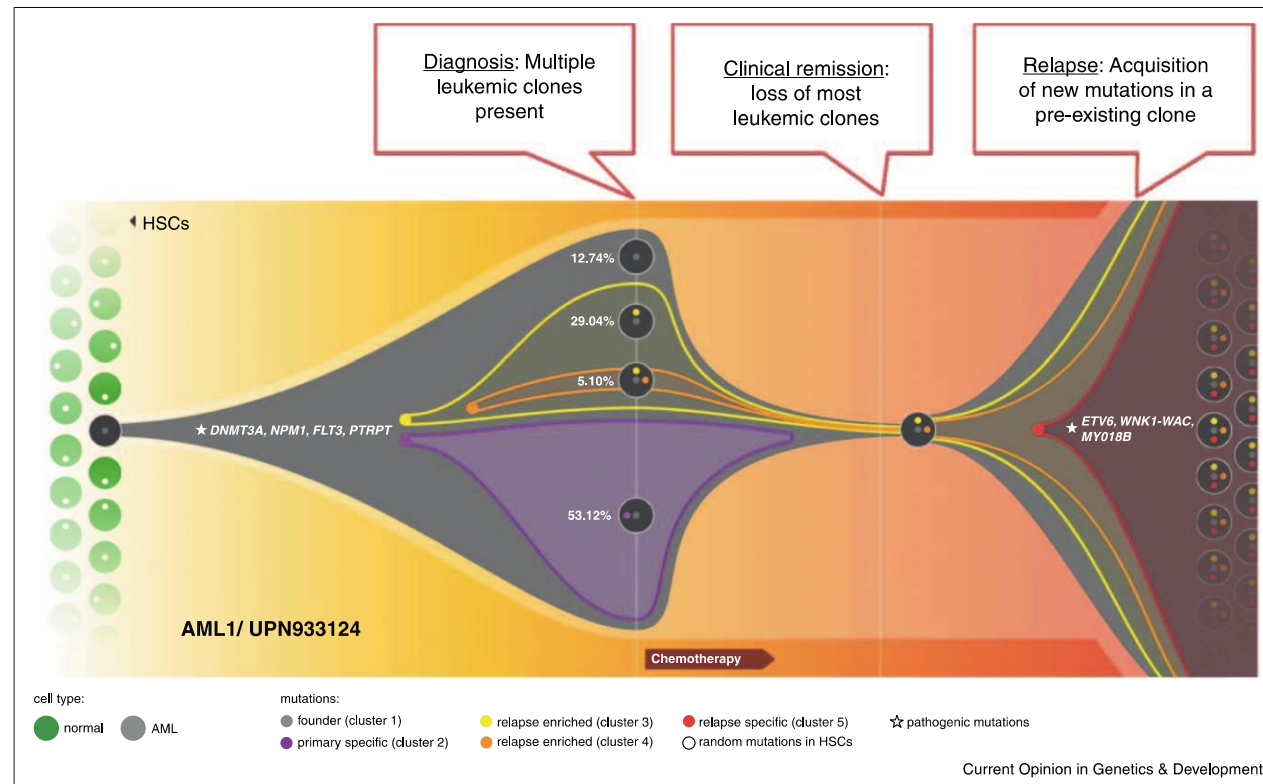 Diagnosis: Multiple
leukemic clones
present
Clinical remission:
loss of most
leukemic clones
Relapse: Acquisition
of new mutations in a
pre-existing clone
HSCs
12.74%
29.04%
5.10%
DNMT3A, NPM1, FLT3, PTRPT
ETV6, WNK1-WAC,
MY018B
53.12%
AML1/ UPN933124
Chemotherapy
cell type:
normal
AML
mutations:
founder (cluster 1)
primary specific (cluster 2)
relapse enriched (cluster 3)
relapse enriched (cluster 4)
relapse specific (cluster 5)
random mutations in HSCs
pathogenic mutations
Current Opinion in Genetics & Development